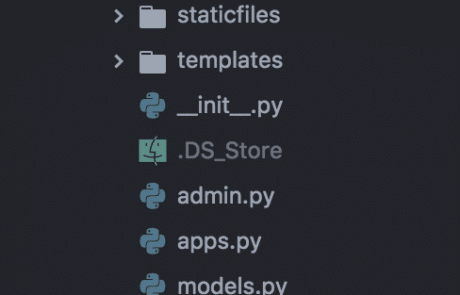 staticfiles
templates
__init__.py
.DS_Store
admin.py
apps.py
models.py